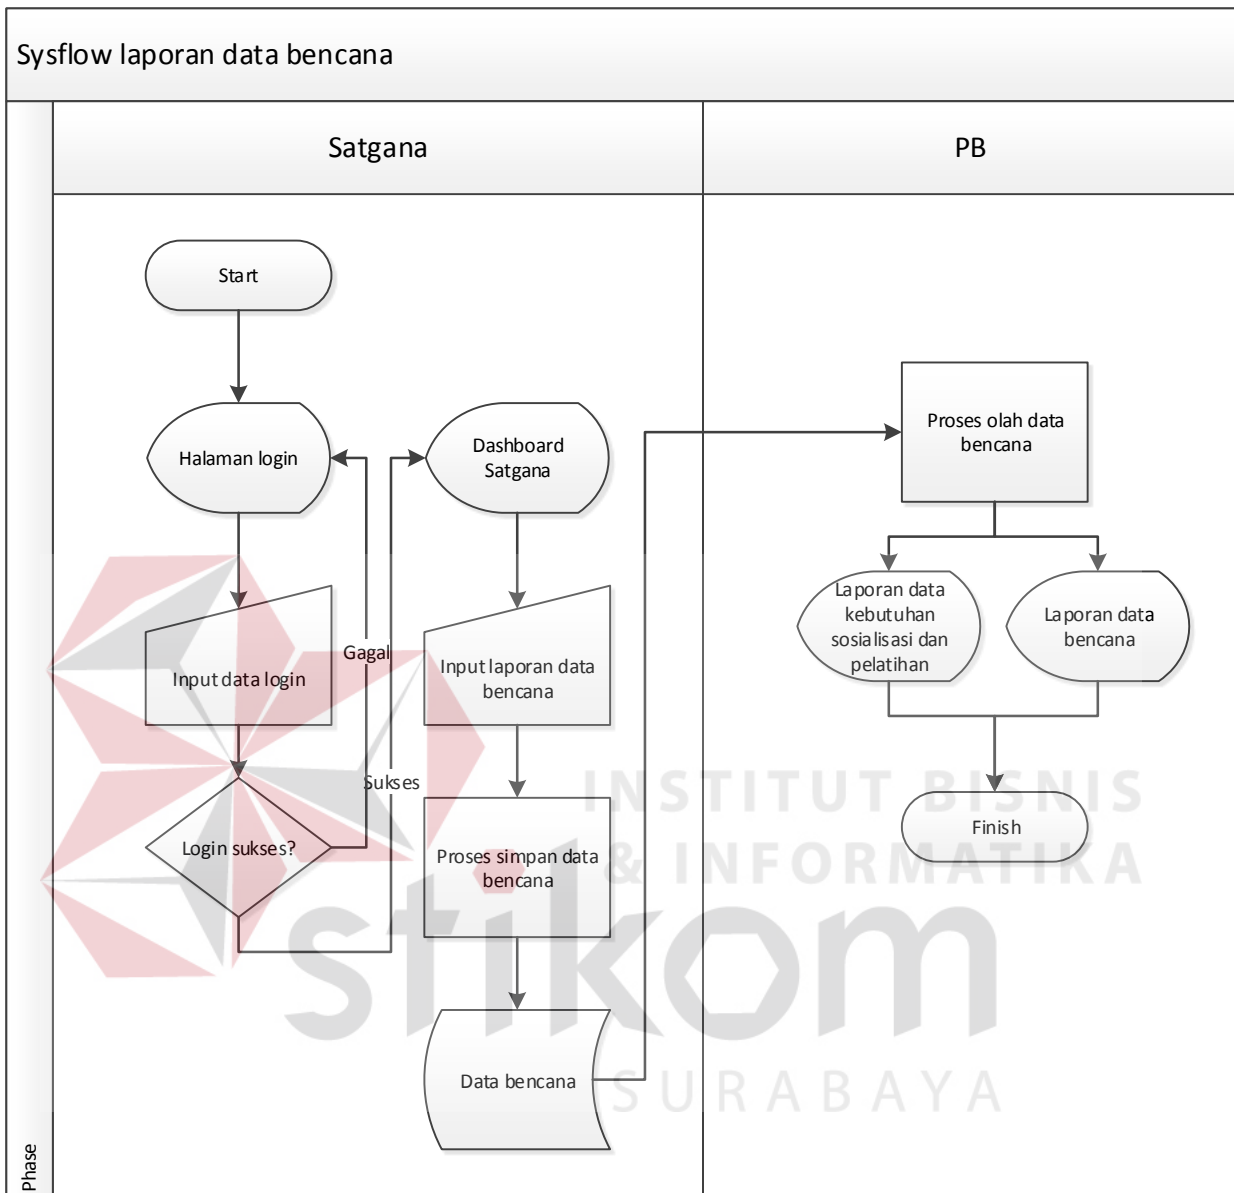 Sysflow laporan data bencana
Satgana
PB
Start
Halaman login
Input data login
Login sukses?
Gagal
Sukses
Dashboard
Satgana
Input laporan data
bencana
Proses simpan data
bencana
Data bencana
Proses olah data
bencana
Laporan data
kebutuhan
sosialisasi dan
pelatihan
Laporan data
bencana
Finish
Phase
INSTITUT BISNIS
& INFORMATIKA
stikom
SURABAYA